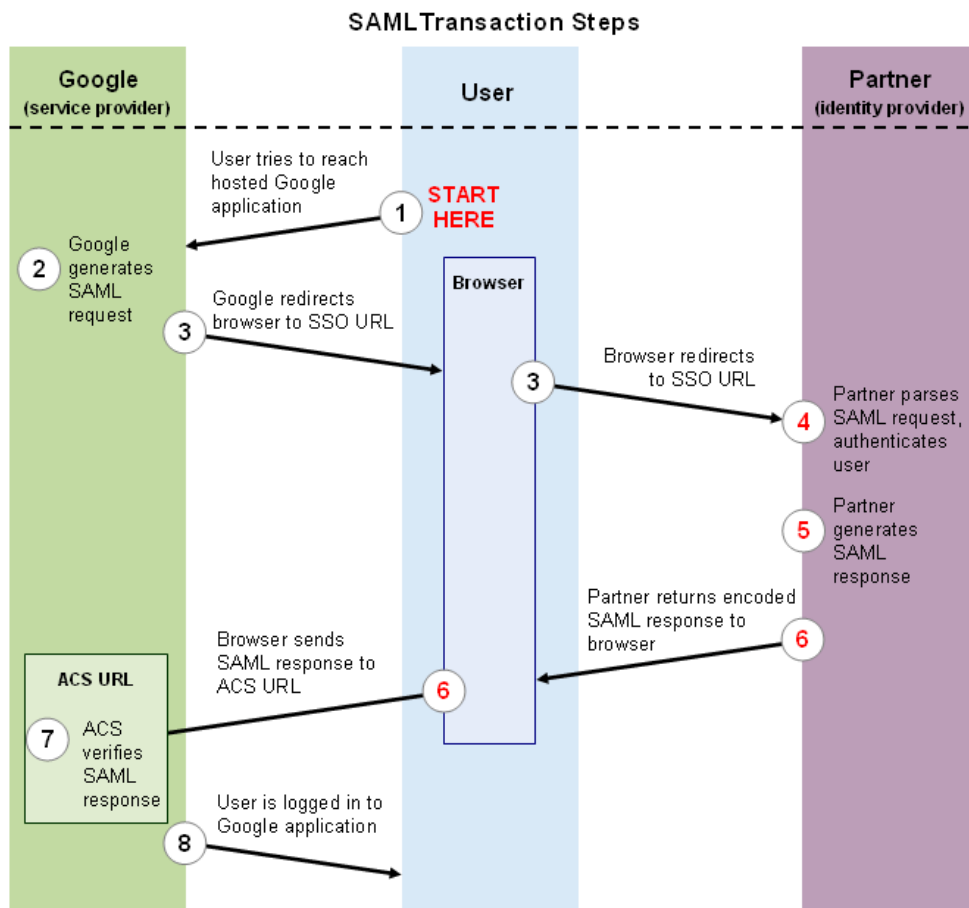 SAMLTransaction Steps
Google
(service provider)
User
Partner
(identity provider)
User tries to reach
hosted Google
application
1
START
HERE
2
Google
generates
SAML
request
Browser
3
Google redirects
browser to SSO URL
3
Browser redirects
to SSO URL
4
Partner parses
SAML request,
authenticates
user
5
Partner
generates
SAML
response
Partner returns encoded
SAML response to
browser
6
Browser sends
SAML response to
ACS URL
6
ACS URL
7
ACS
verifies
SAML
response
User is logged in to
Google application
8